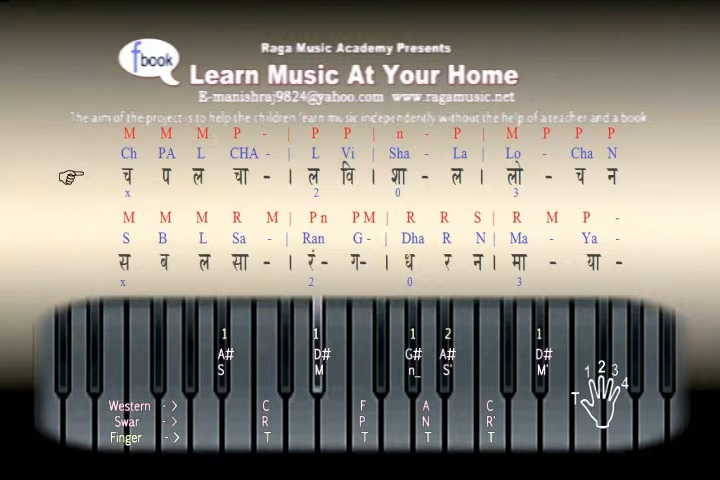 fbook
Raga Music Academy Presents
Learn Music At Your Home
E-manishraj9824@yahoo.com www.ragamusic.net
The aim of the project is to help the children learn music independently without the help of a teacher and a book
M M M P - | P P | n - P | M P P P
Ch PA L CHA - | L Vi | Sha - La | Lo - Cha N
च प ल चा - । ल वि । शा - ल । लो - च न
x 2 0 3
M M M R M | Pn PM | R R S | R M P -
S B L Sa - | Ran G- | Dha R N | Ma - Ya -
स ब ल सा - । रं- ग- । ध र न । मा - या -
x 2 0 3
1 1 1 2 1
A# D# G# A# D#
S M n_ S' M'
1 2 3 4
T
Western - > C F A C
Swar - > R P N R'
Finger - > T T T T